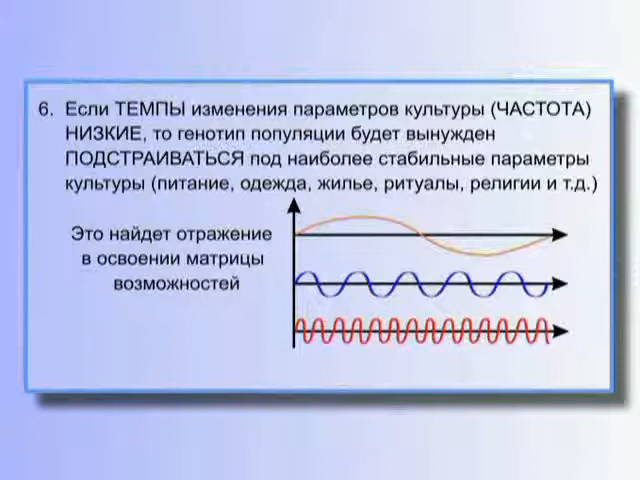 6. Если ТЕМПЫ изменения параметров культуры (ЧАСТОТА)
НИЗКИЕ, то генотип популяции будет вынужден
ПОДСТРАИВАТЬСЯ под наиболее стабильные параметры
культуры (питание, одежда, жилье, ритуалы, религии и т.д.)
Это найдет отражение
в освоении матрицы
возможностей